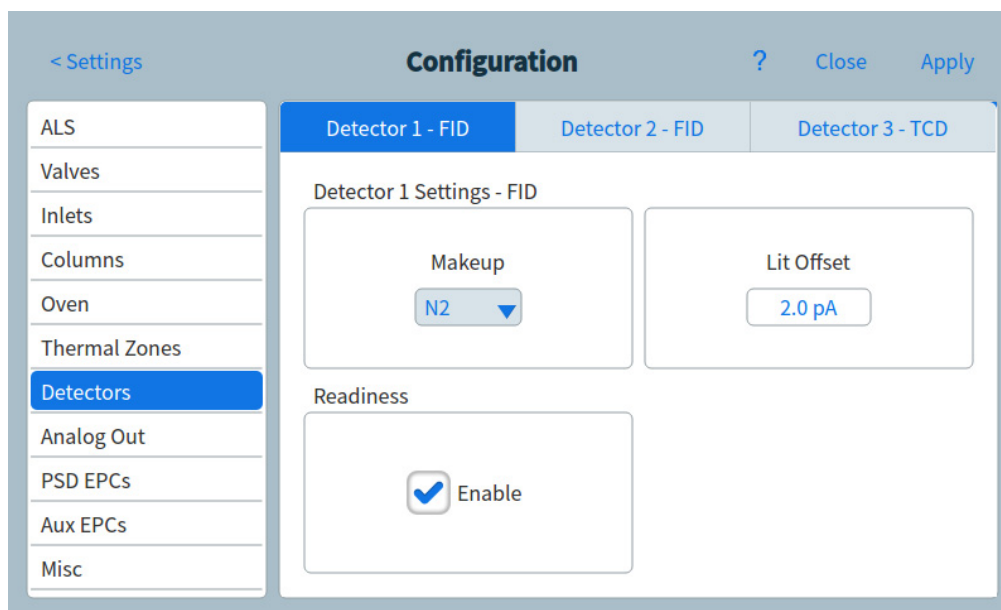 < Settings
Configuration
?
Close
Apply
ALS
Valves
Inlets
Columns
Oven
Thermal Zones
Detectors
Analog Out
PSD EPCs
Aux EPCs
Misc
Detector 1 - FID
Detector 2 - FID
Detector 3 - TCD
Detector 1 Settings - FID
Makeup
N2
Lit Offset
2.0 pA
Readiness
Enable